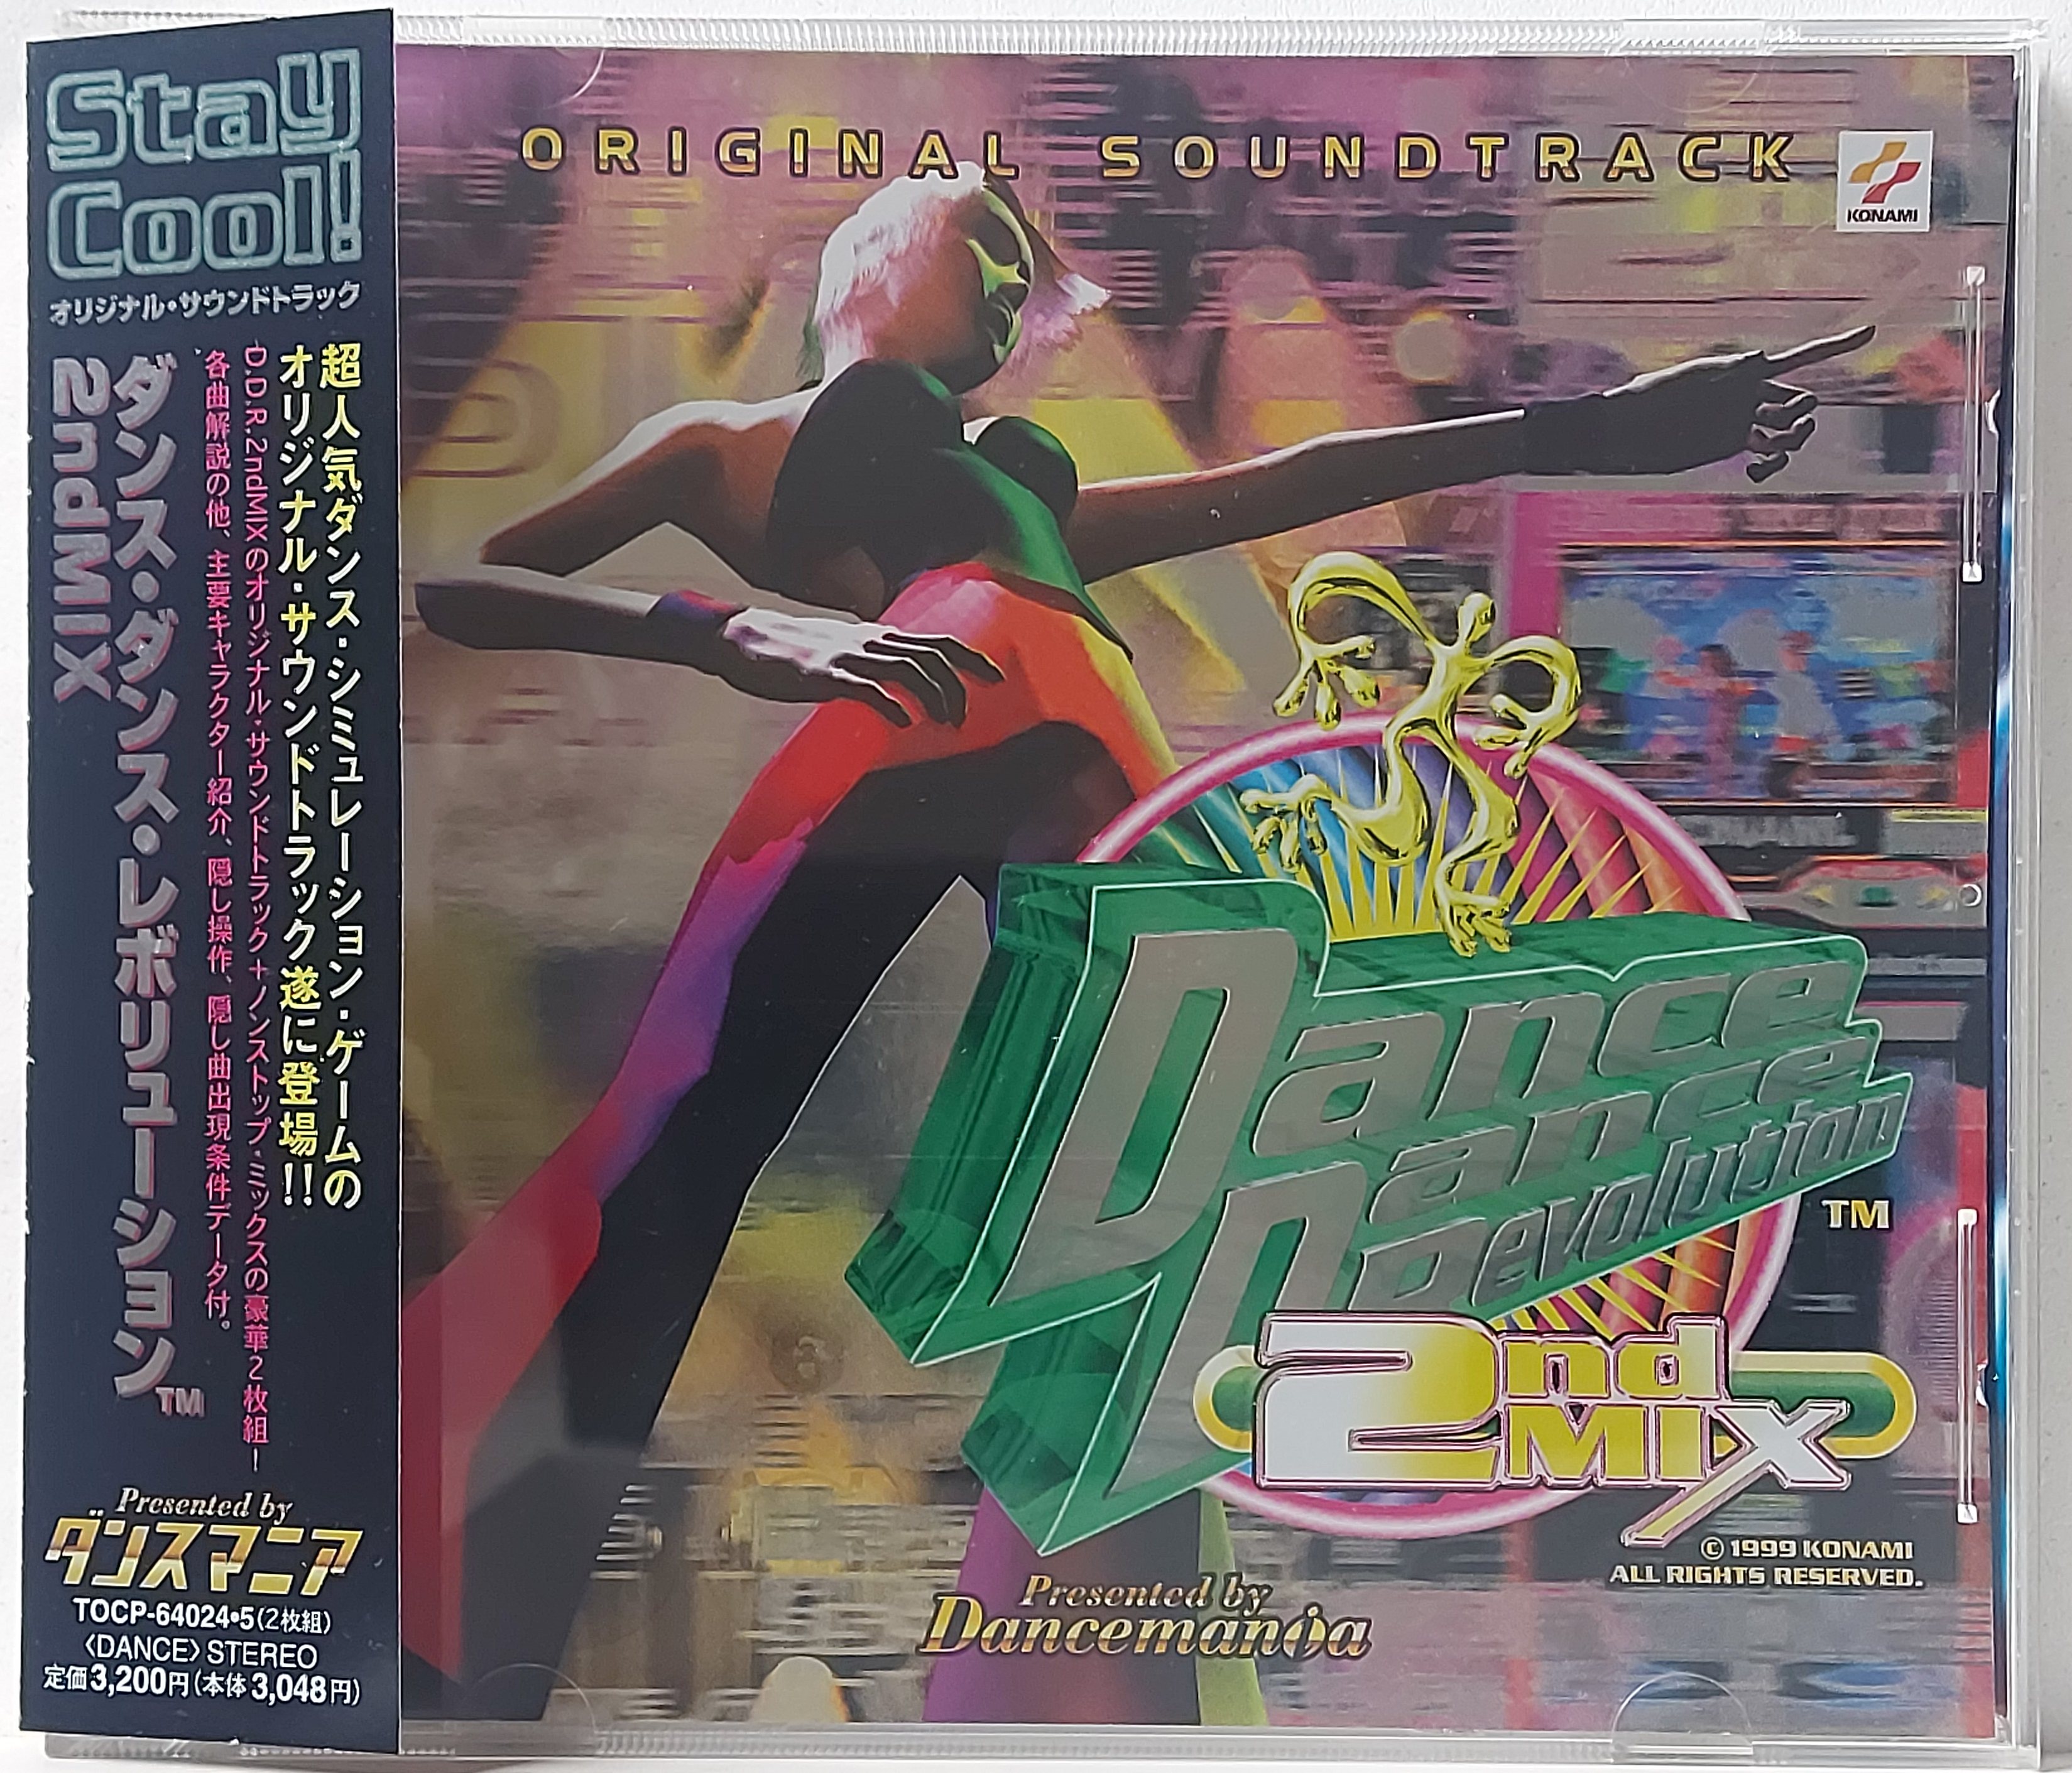 Stay
Cool!
オリジナル・サウンドトラック
超人気ダンス・シミュレーション・ゲームの
オリジナル・サウンドトラック遂に登場!!
D.D.R.2ndMIXのオリジナル・サウンドトラック+ノンストップ・ミックスの豪華2枚組!
各曲解説の他、主要キャラクター紹介、隠し操作、隠し曲出現条件データ付。
ダンス・ダンス・レボリューション TM
2ndMIX
Presented by
ダンスマニア
TOCP-64024•5(2枚組)
〈DANCE〉STEREO
定価3,200円(本体3,048円)
ORIGINAL SOUNDTRACK
KONAMI
Dance
Dance
Revolution
TM
2nd
MIX
© 1999 KONAMI
ALL RIGHTS RESERVED.
Presented by
Dancemania